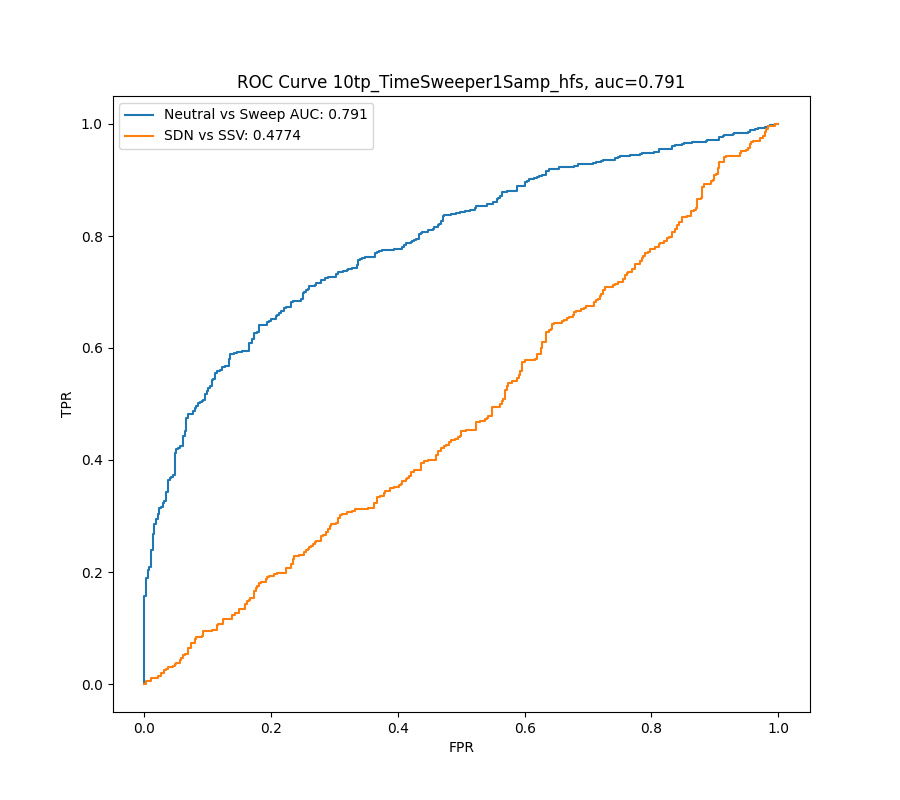 ROC Curve 10tp_TimeSweeper1Samp_hfs, auc=0.791
Neutral vs Sweep AUC: 0.791
SDN vs SSV: 0.4774
1.0
0.8
0.6
0.4
0.2
0.0
TPR
0.0 0.2 0.4 0.6 0.8 1.0
FPR